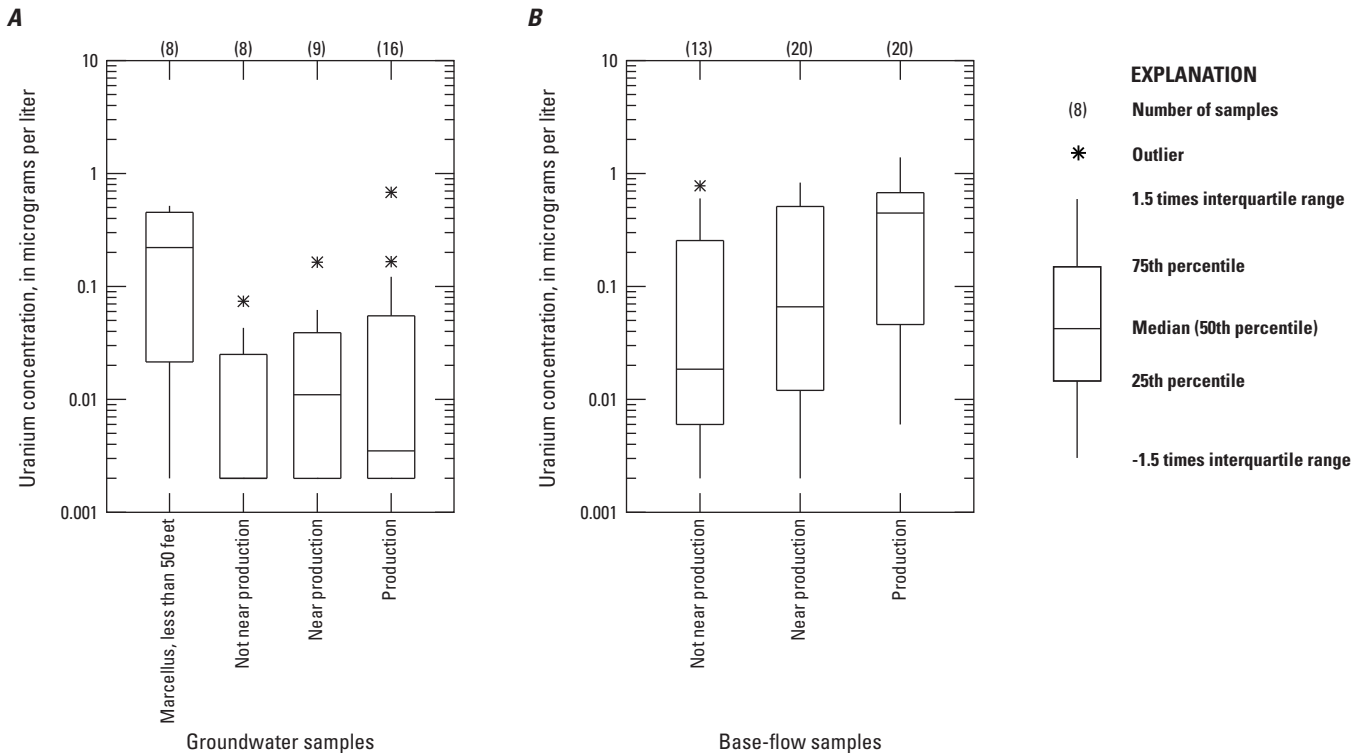 A
(8)
(8)
(9)
(16)
Uranium concentration, in micrograms per liter
10
1
0.1
0.01
0.001
Marcellus, less than 50 feet
Not near production
Near production
Production
Groundwater samples
B
(13)
(20)
(20)
Uranium concentration, in micrograms per liter
10
1
0.1
0.01
0.001
Not near production
Near production
Production
Base-flow samples
EXPLANATION
(8) Number of samples
Outlier
1.5 times interquartile range
75th percentile
Median (50th percentile)
25th percentile
-1.5 times interquartile range